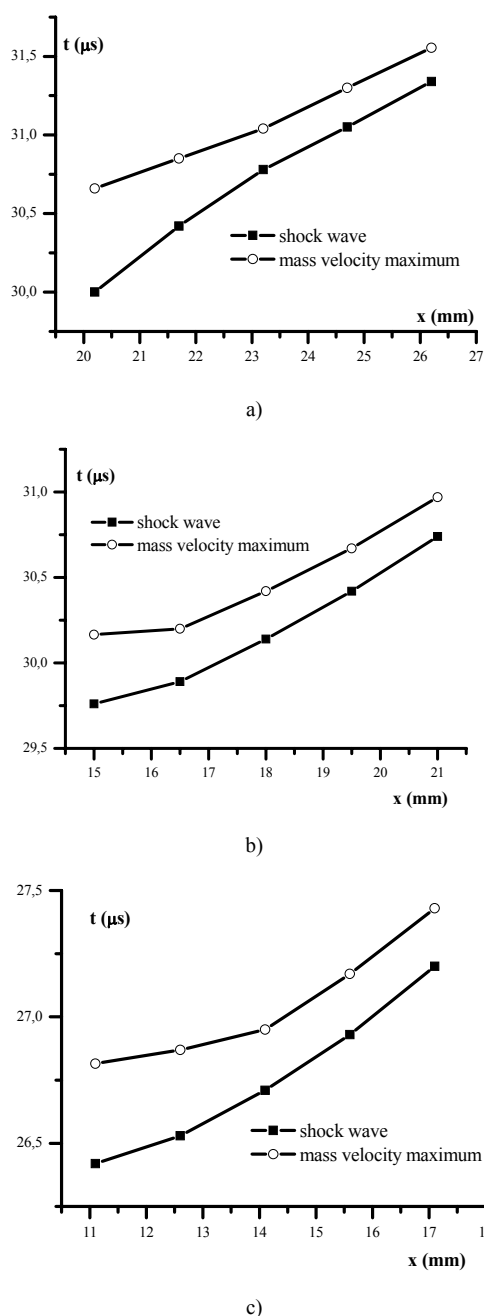 t (μs)
31,5
31,0
30,5
30,0
shock wave
mass velocity maximum
x (mm)
20 21 22 23 24 25 26 27
a)
t (μs)
31,0
30,5
30,0
29,5
shock wave
mass velocity maximum
15 16 17 18 19 20 21
x (mm)
b)
27,5
t (μs)
27,0
26,5
shock wave
mass velocity maximum
11 12 13 14 15 16 17 1
x (mm)
c)